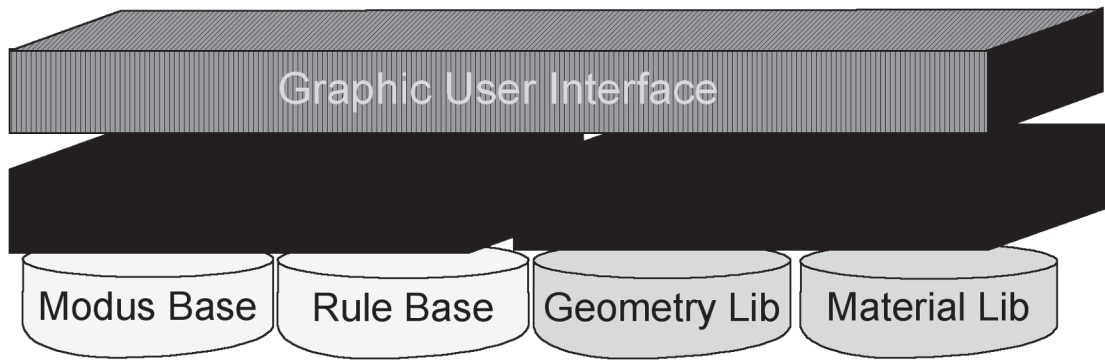 Graphic User Interface
Modus Base
Rule Base
Geometry Lib
Material Lib